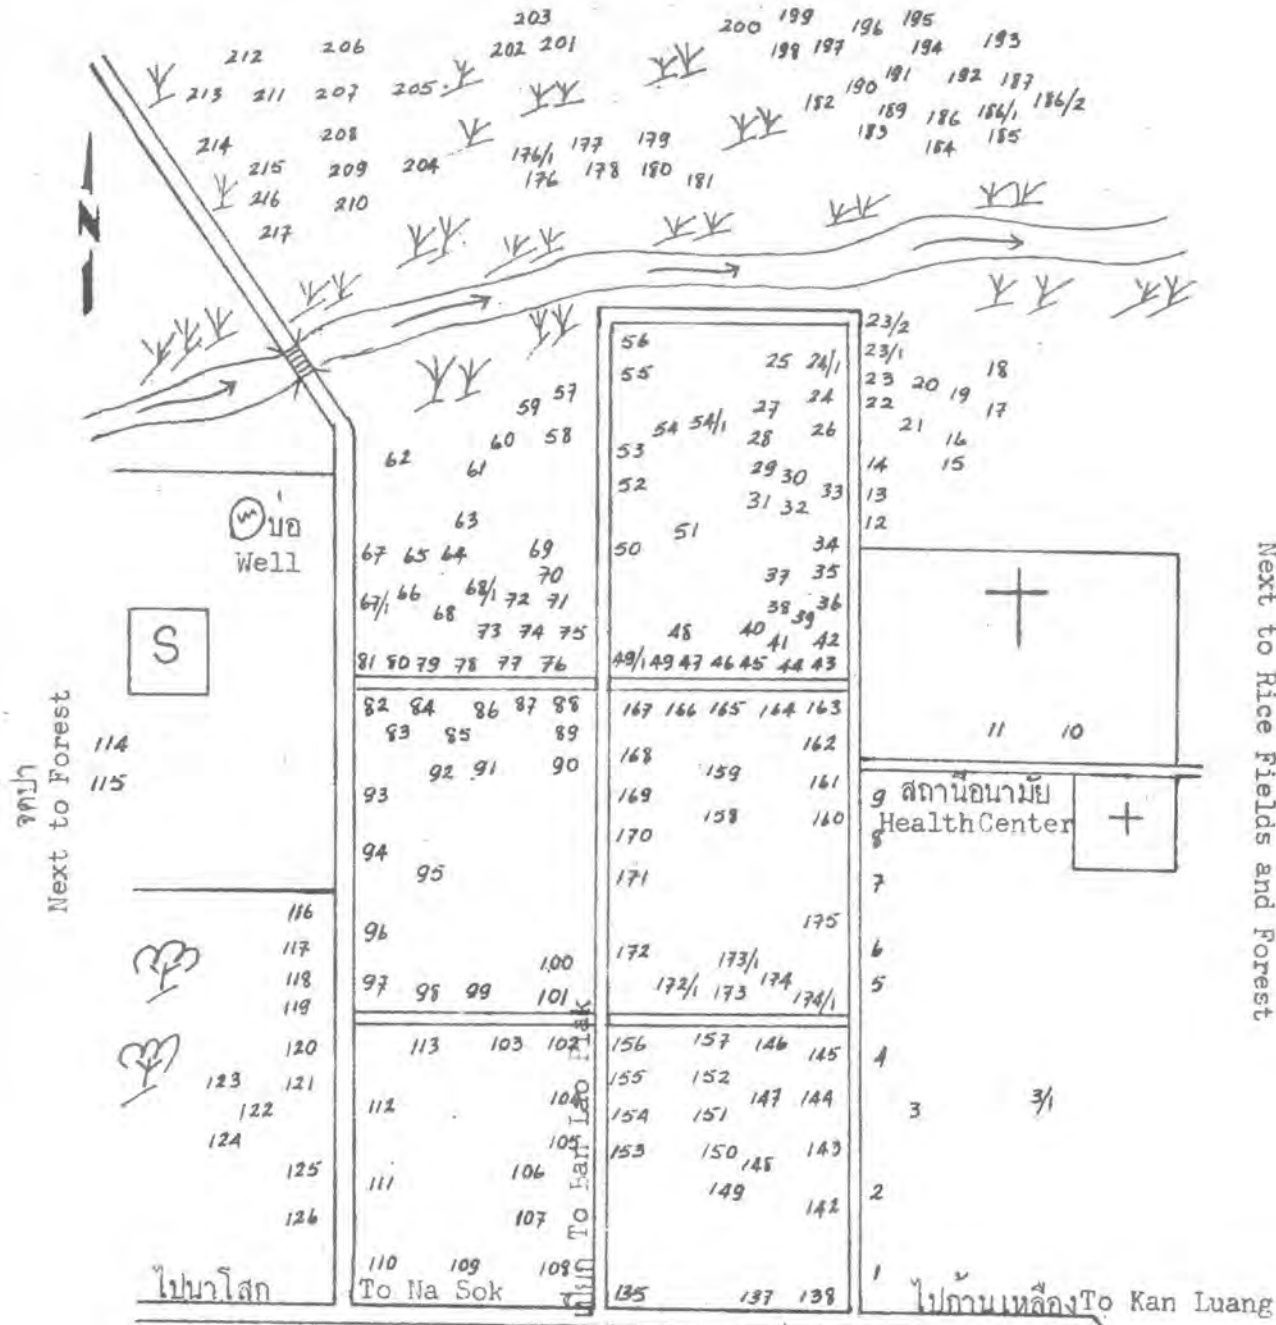 203
212 206 202 201 200 199 196 195
198 197 194 193
213 211 207 205 190 191 192 187
182 189 186 186/1 186/2
214 208 183 184 185
215 209 204 176/1 177 179
176 178 180 181
216 210
217
N
23/2
56 23/1
55 25 24/1 23 20 19 18
57 24 22 17
59 27
60 58 54 54/1 28 26 21 16
62 61 53 29 30 14 15
52 31 32 33 13
บ่อ
Well
63 51 12
67 65 64 69 50 34
70 37 35
67/1 66 68/1 72 71 38 36
68 39
S
73 74 75 48 40 41 42
81 80 79 78 77 76 49/1 49 47 46 45 44 43
82 84 86 87 88 167 166 165 164 163
83 85 89 162 11 10
114
115
92 91 90 168 159 161
93 169 158 160 9
สถานีอนามัย
Health Center
170 8
94 95 171 7
116 175
96 172 173/1 6
117 100 174
118 97 98 99 101 172/1 173 174/1 5
119
120 113 103 102 156 157 146 145 4
123 121 155 152
122 112 104 154 151 147 144 3 3/1
124 105 153 150 143
125 111 106 148
149 2
126 107 142
110 109 108 1
ไปนาโสก To Na Sok 135 137 138 ไปก้านเหลือง To Kan Luang
Next to Forest
To Ban Lao
Next to Rice Fields and Forest